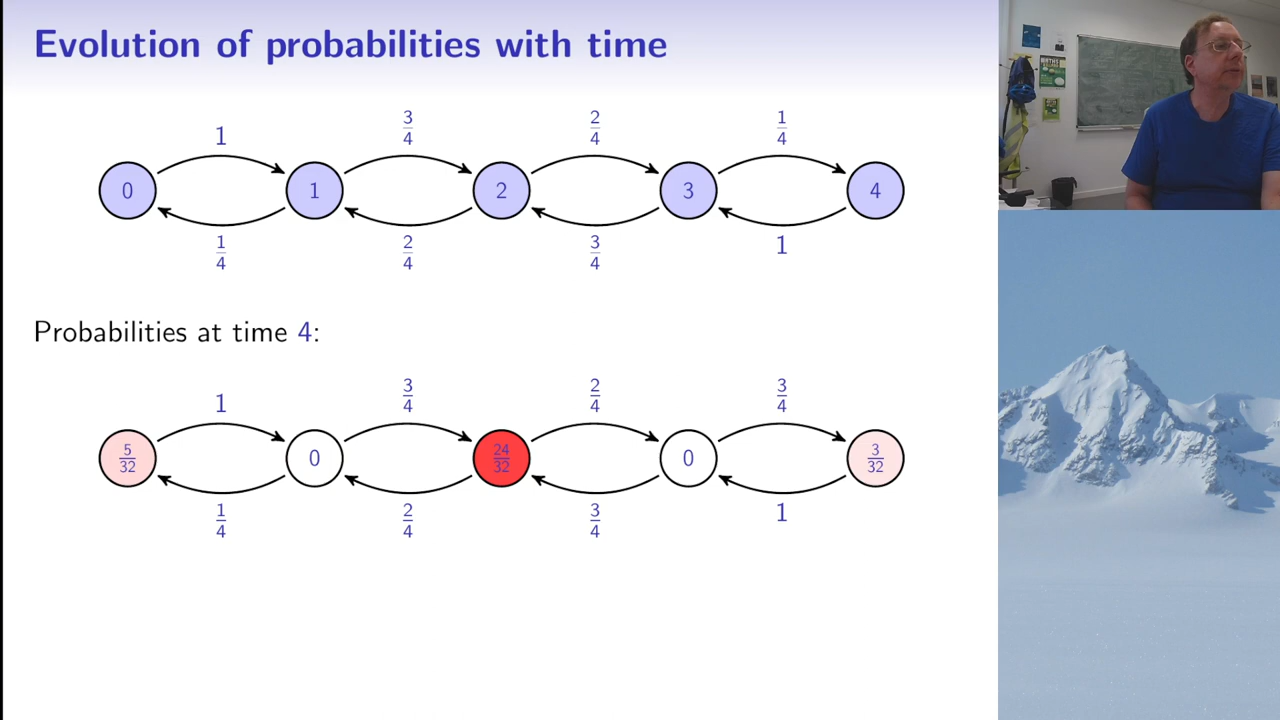 Evolution of probabilities with time
1 3/4 2/4 1/4
0 1 2 3 4
1/4 2/4 3/4 1
Probabilities at time 4:
1 3/4 2/4 3/4
5/32 0 24/32 0 3/32
1/4 2/4 3/4 1